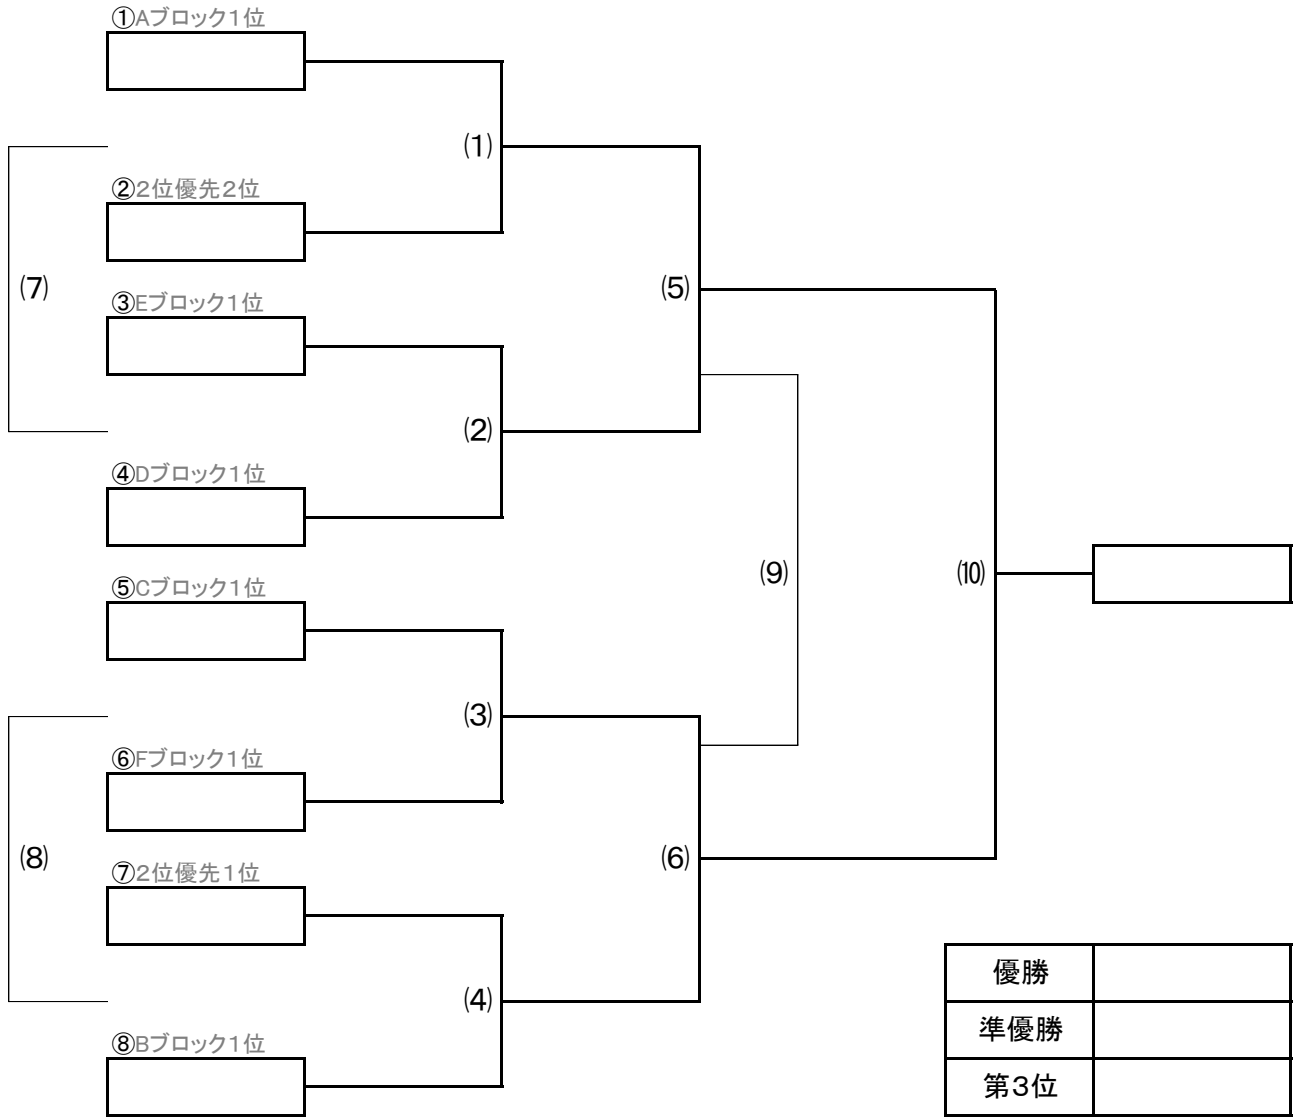 ①Aブロック1位
⑴
②2位優先2位
⑺
⑸
③Eブロック1位
⑵
④Dブロック1位
⑼
⑽
⑤Cブロック1位
⑶
⑥Fブロック1位
⑻
⑹
⑦2位優先1位
⑷
⑧Bブロック1位
優勝
準優勝
第3位